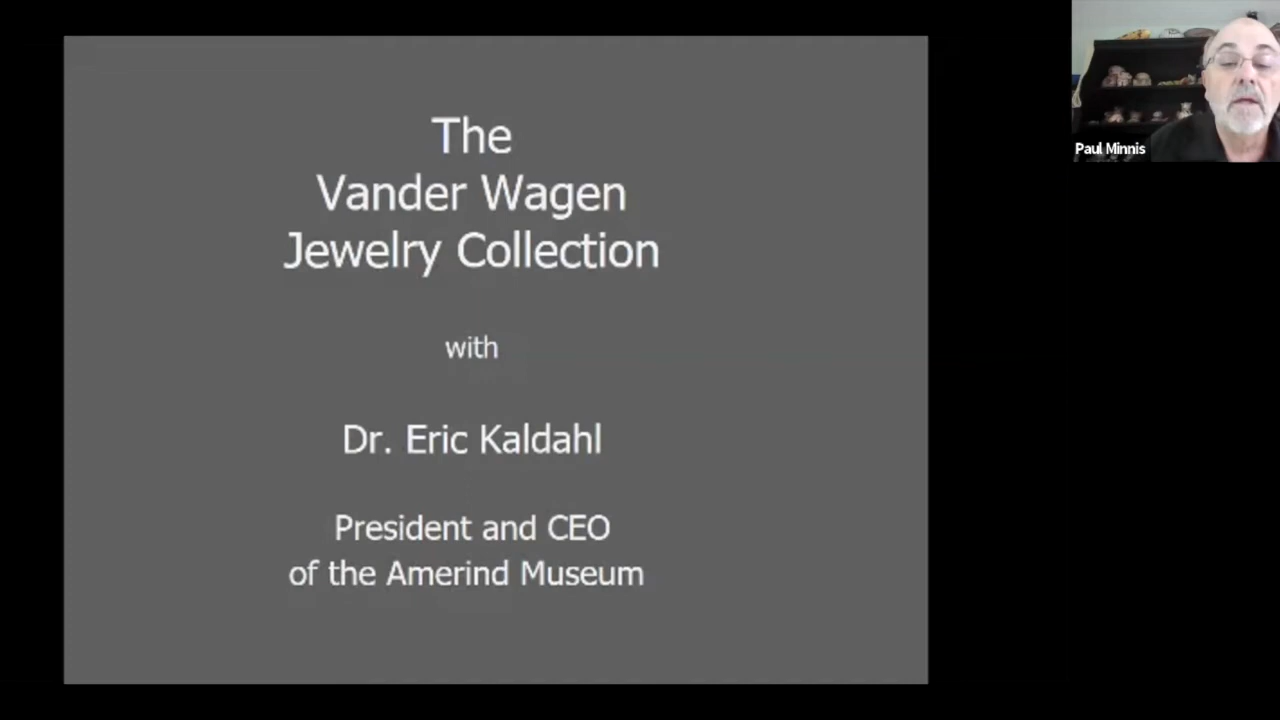 The
Vander Wagen
Jewelry Collection
with
Dr. Eric Kaldahl
President and CEO
of the Amerind Museum
Paul Minnis